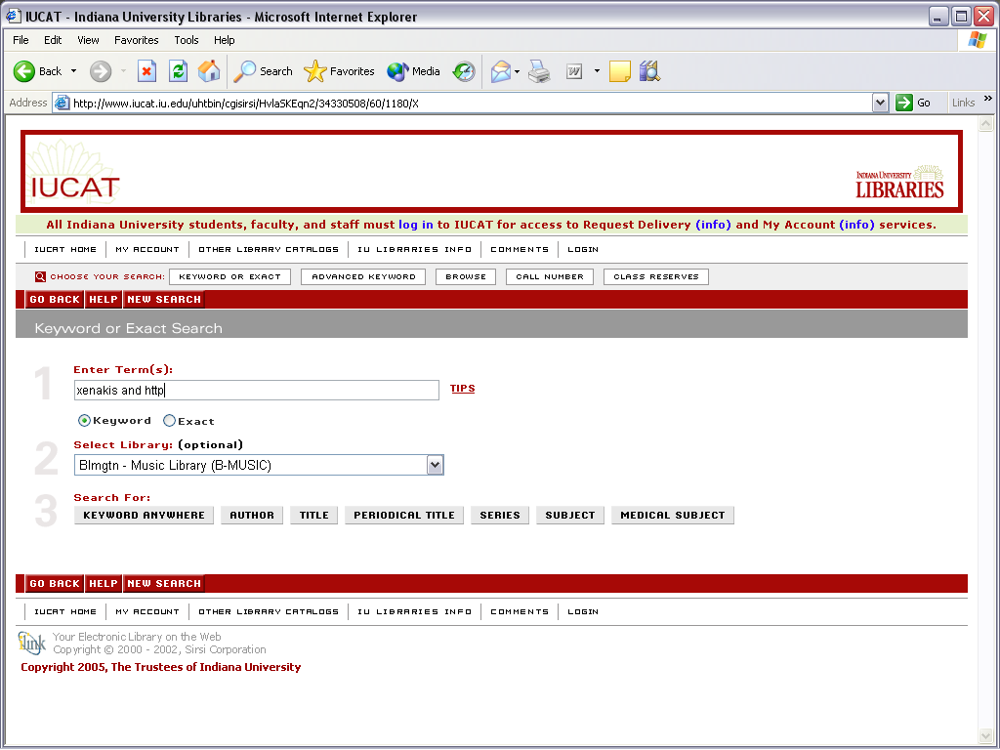 IUCAT - Indiana University Libraries - Microsoft Internet Explorer
File Edit View Favorites Tools Help
Back Search Favorites Media
Address http://www.iucat.iu.edu/uhtbin/cgisirsi/HvlaSKEqn2/34330508/60/1180/X Go Links »
IUCAT
INDIANA UNIVERSITY
LIBRARIES
All Indiana University students, faculty, and staff must log in to IUCAT for access to Request Delivery (info) and My Account (info) services.
IUCAT HOME MY ACCOUNT OTHER LIBRARY CATALOGS IU LIBRARIES INFO COMMENTS LOGIN
CHOOSE YOUR SEARCH: KEYWORD OR EXACT ADVANCED KEYWORD BROWSE CALL NUMBER CLASS RESERVES
GO BACK HELP NEW SEARCH
Keyword or Exact Search
1 Enter Term(s):
xenakis and http TIPS
Keyword Exact
2 Select Library: (optional)
Blmgtn - Music Library (B-MUSIC)
3 Search For:
KEYWORD ANYWHERE AUTHOR TITLE PERIODICAL TITLE SERIES SUBJECT MEDICAL SUBJECT
GO BACK HELP NEW SEARCH
IUCAT HOME MY ACCOUNT OTHER LIBRARY CATALOGS IU LIBRARIES INFO COMMENTS LOGIN
iLink Your Electronic Library on the Web
Copyright © 2000 - 2002, Sirsi Corporation
Copyright 2005, The Trustees of Indiana University